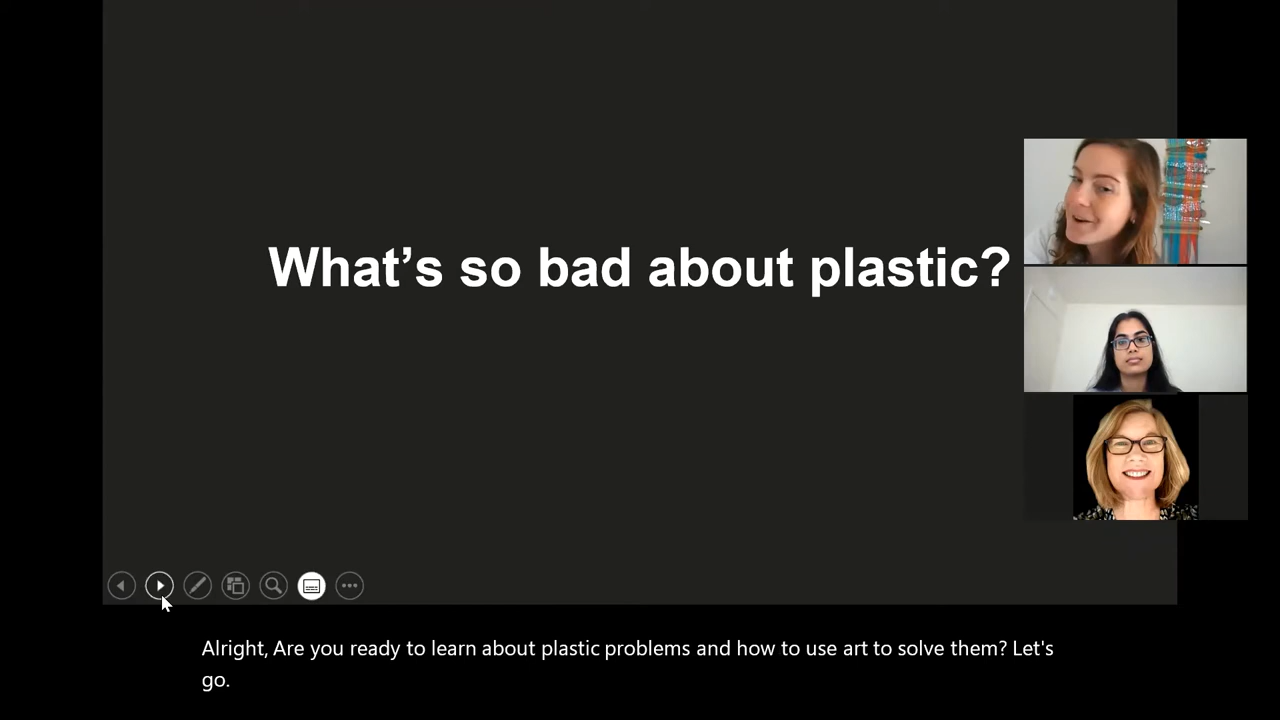 What’s so bad about plastic?
Alright, Are you ready to learn about plastic problems and how to use art to solve them? Let's
go.